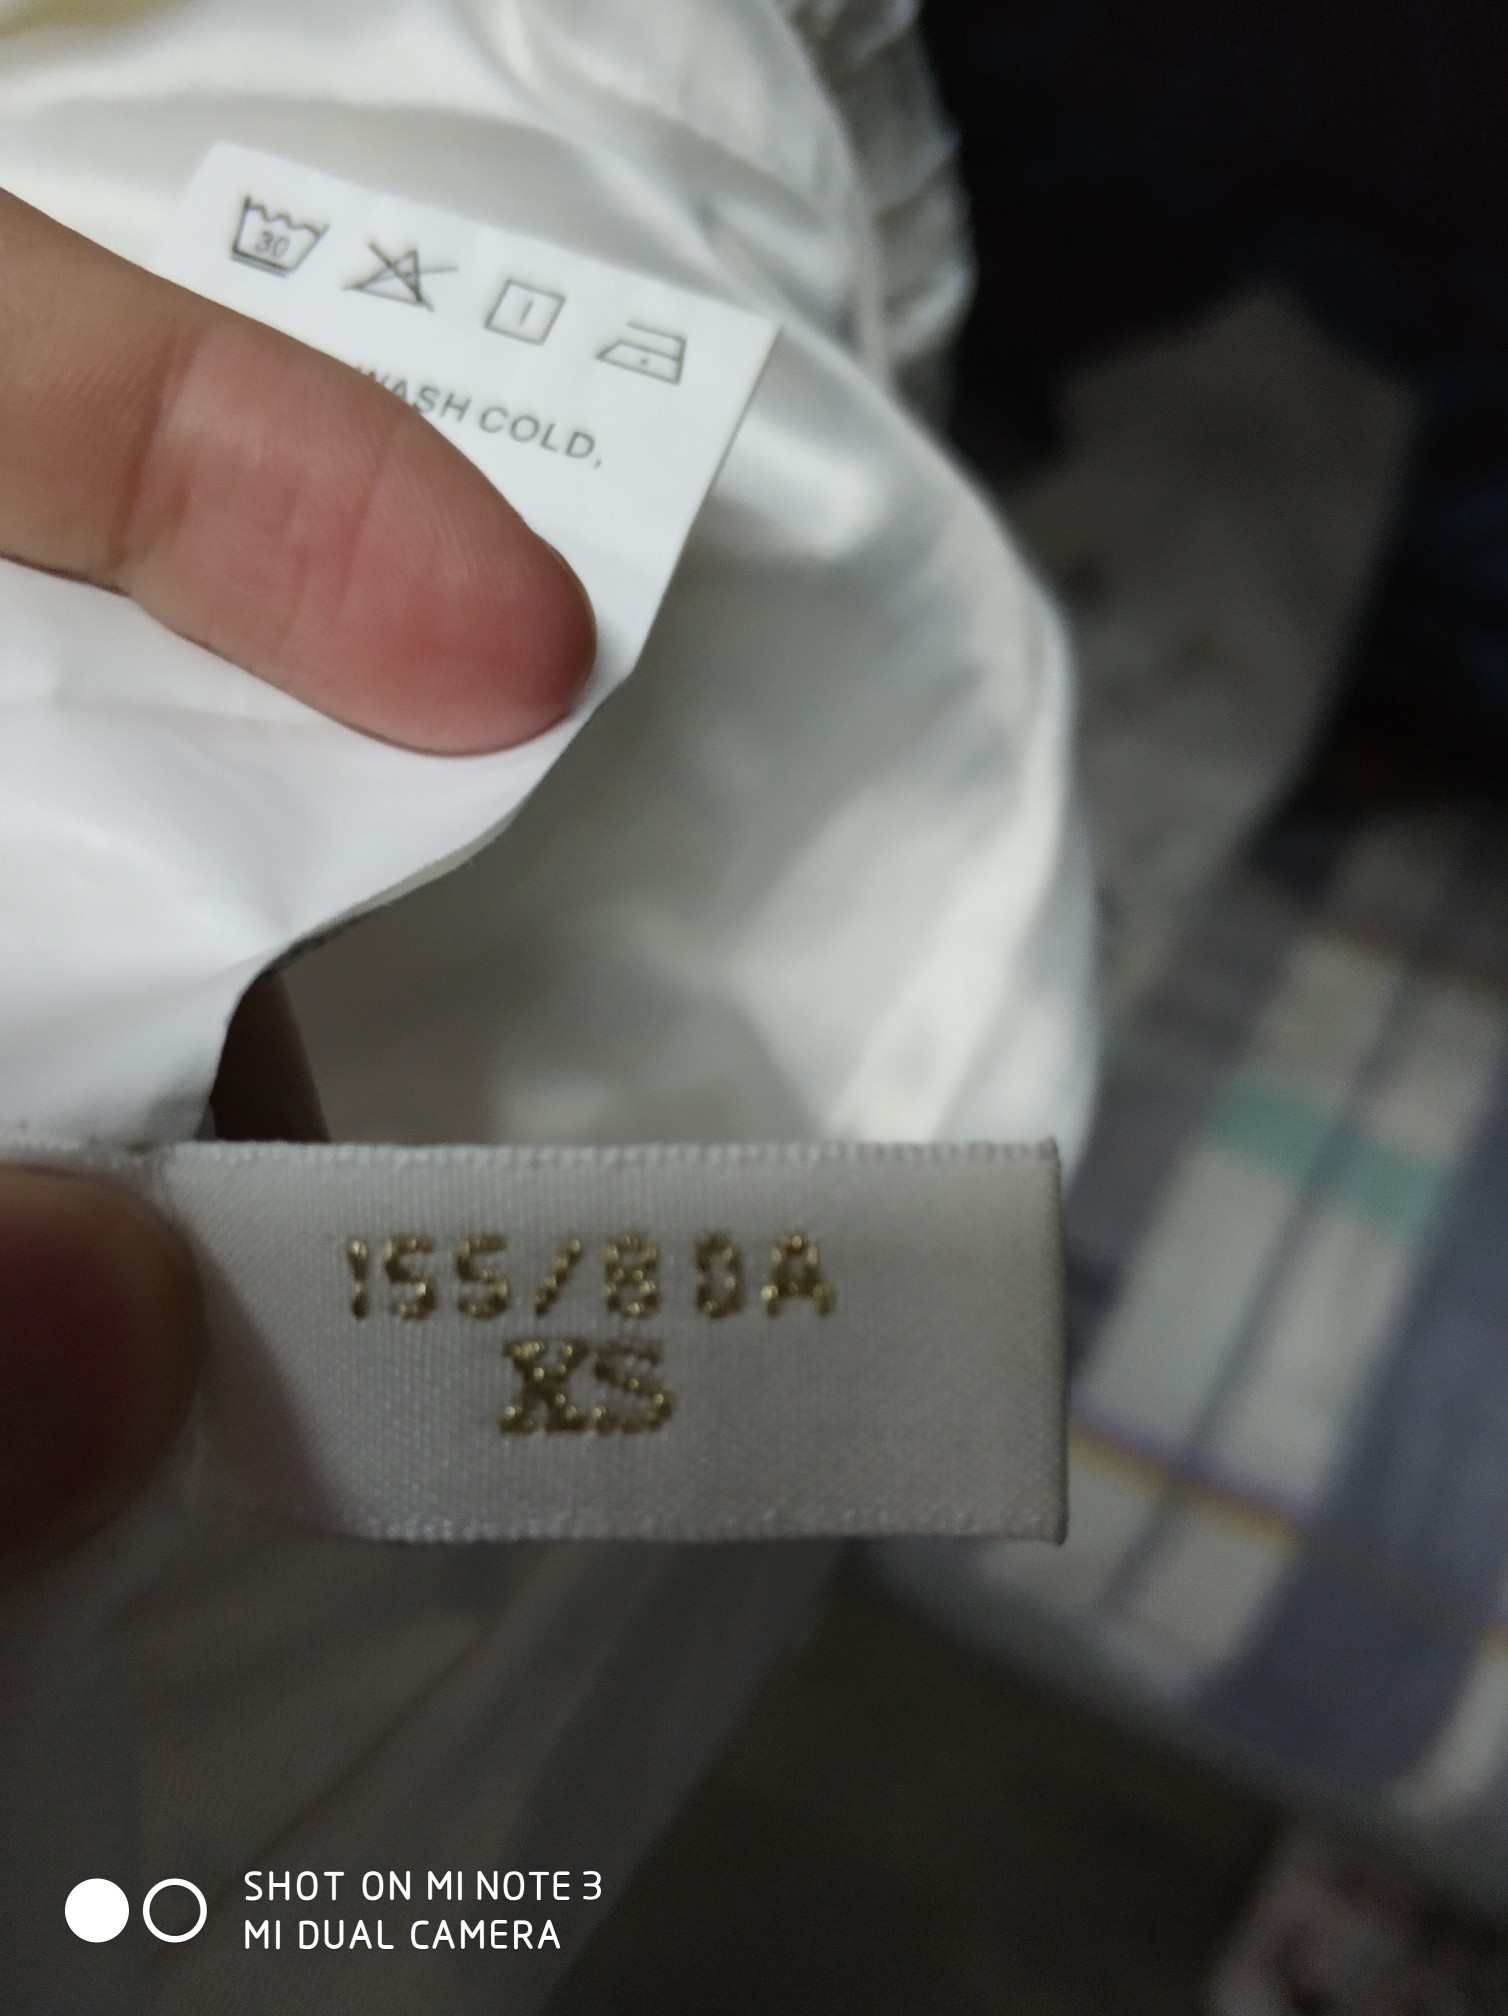 30
WASH COLD,
155/80A
XS
SHOT ON MI NOTE 3
MI DUAL CAMERA